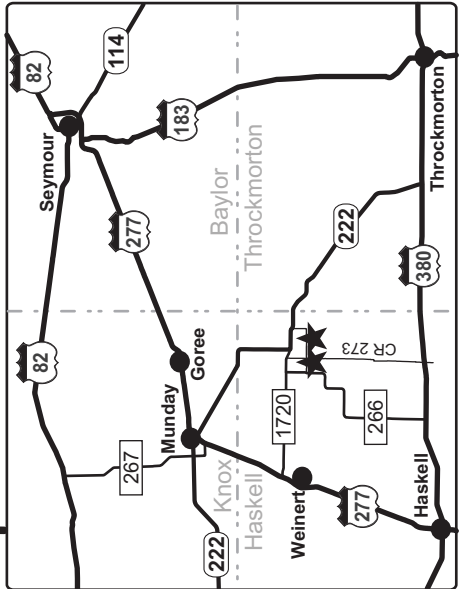 82
114
Seymour
183
277
Baylor
Throckmorton
222
Throckmorton
380
82
Goree
Munday
CR 273
267
1720
266
Knox
Haskell
Weinert
222
277
Haskell